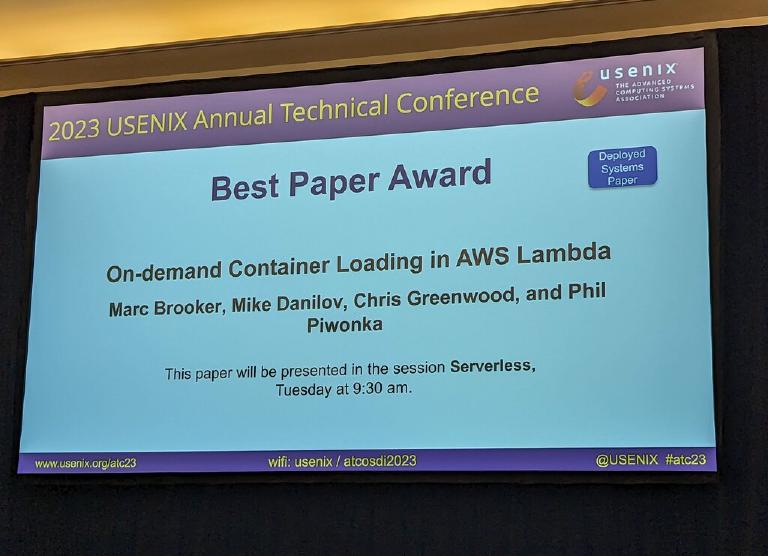 2023 USENIX Annual Technical Conference
usenix
THE ADVANCED
COMPUTING SYSTEMS
ASSOCIATION
Best Paper Award
Deployed
Systems
Paper
On-demand Container Loading in AWS Lambda
Marc Brooker, Mike Danilov, Chris Greenwood, and Phil
Piwonka
This paper will be presented in the session Serverless,
Tuesday at 9:30 am.
www.usenix.org/atc23
wifi: usenix / atcosdi2023
@USENIX #atc23